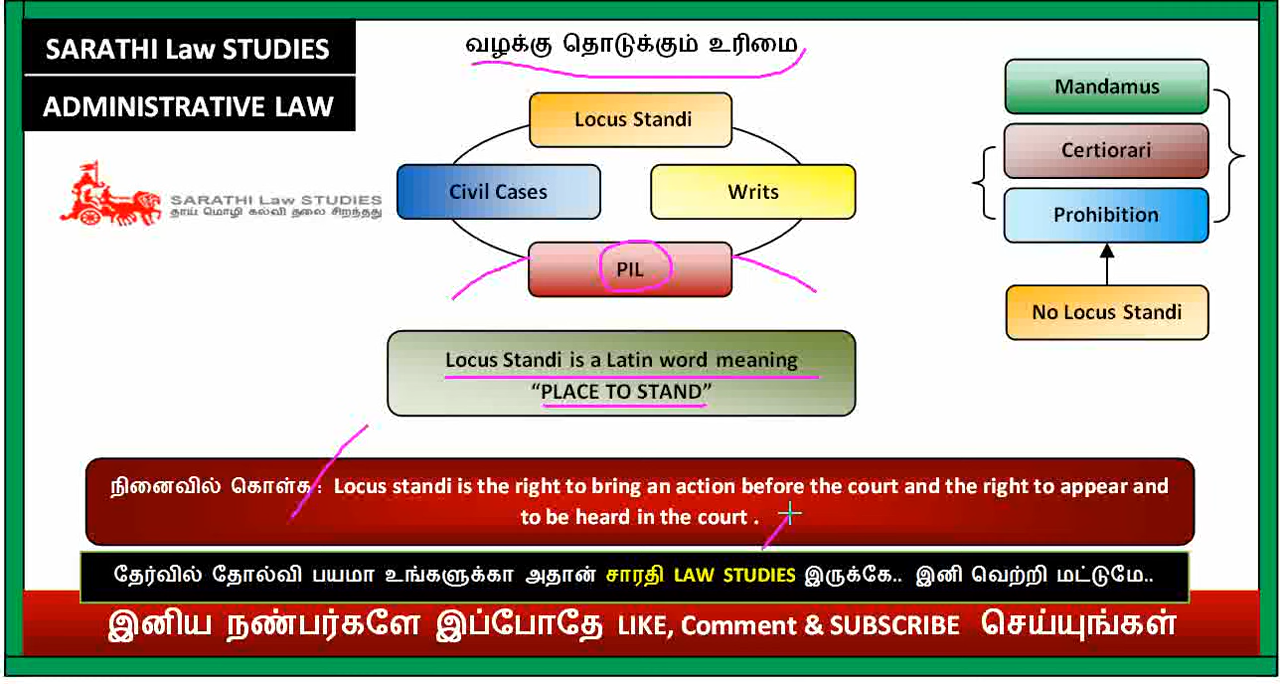 SARATHI Law STUDIES
ADMINISTRATIVE LAW
SARATHI Law STUDIES
தாய் மொழி கல்வி தலை சிறந்தது
வழக்கு தொடுக்கும் உரிமை
Locus Standi
Civil Cases
Writs
PIL
Mandamus
Certiorari
Prohibition
No Locus Standi
Locus Standi is a Latin word meaning
“PLACE TO STAND”
நினைவில் கொள்க : Locus standi is the right to bring an action before the court and the right to appear and
to be heard in the court .
தேர்வில் தோல்வி பயமா உங்களுக்கா அதான் சாரதி LAW STUDIES இருக்கே.. இனி வெற்றி மட்டுமே..
இனிய நண்பர்களே இப்போதே LIKE, Comment & SUBSCRIBE செய்யுங்கள்